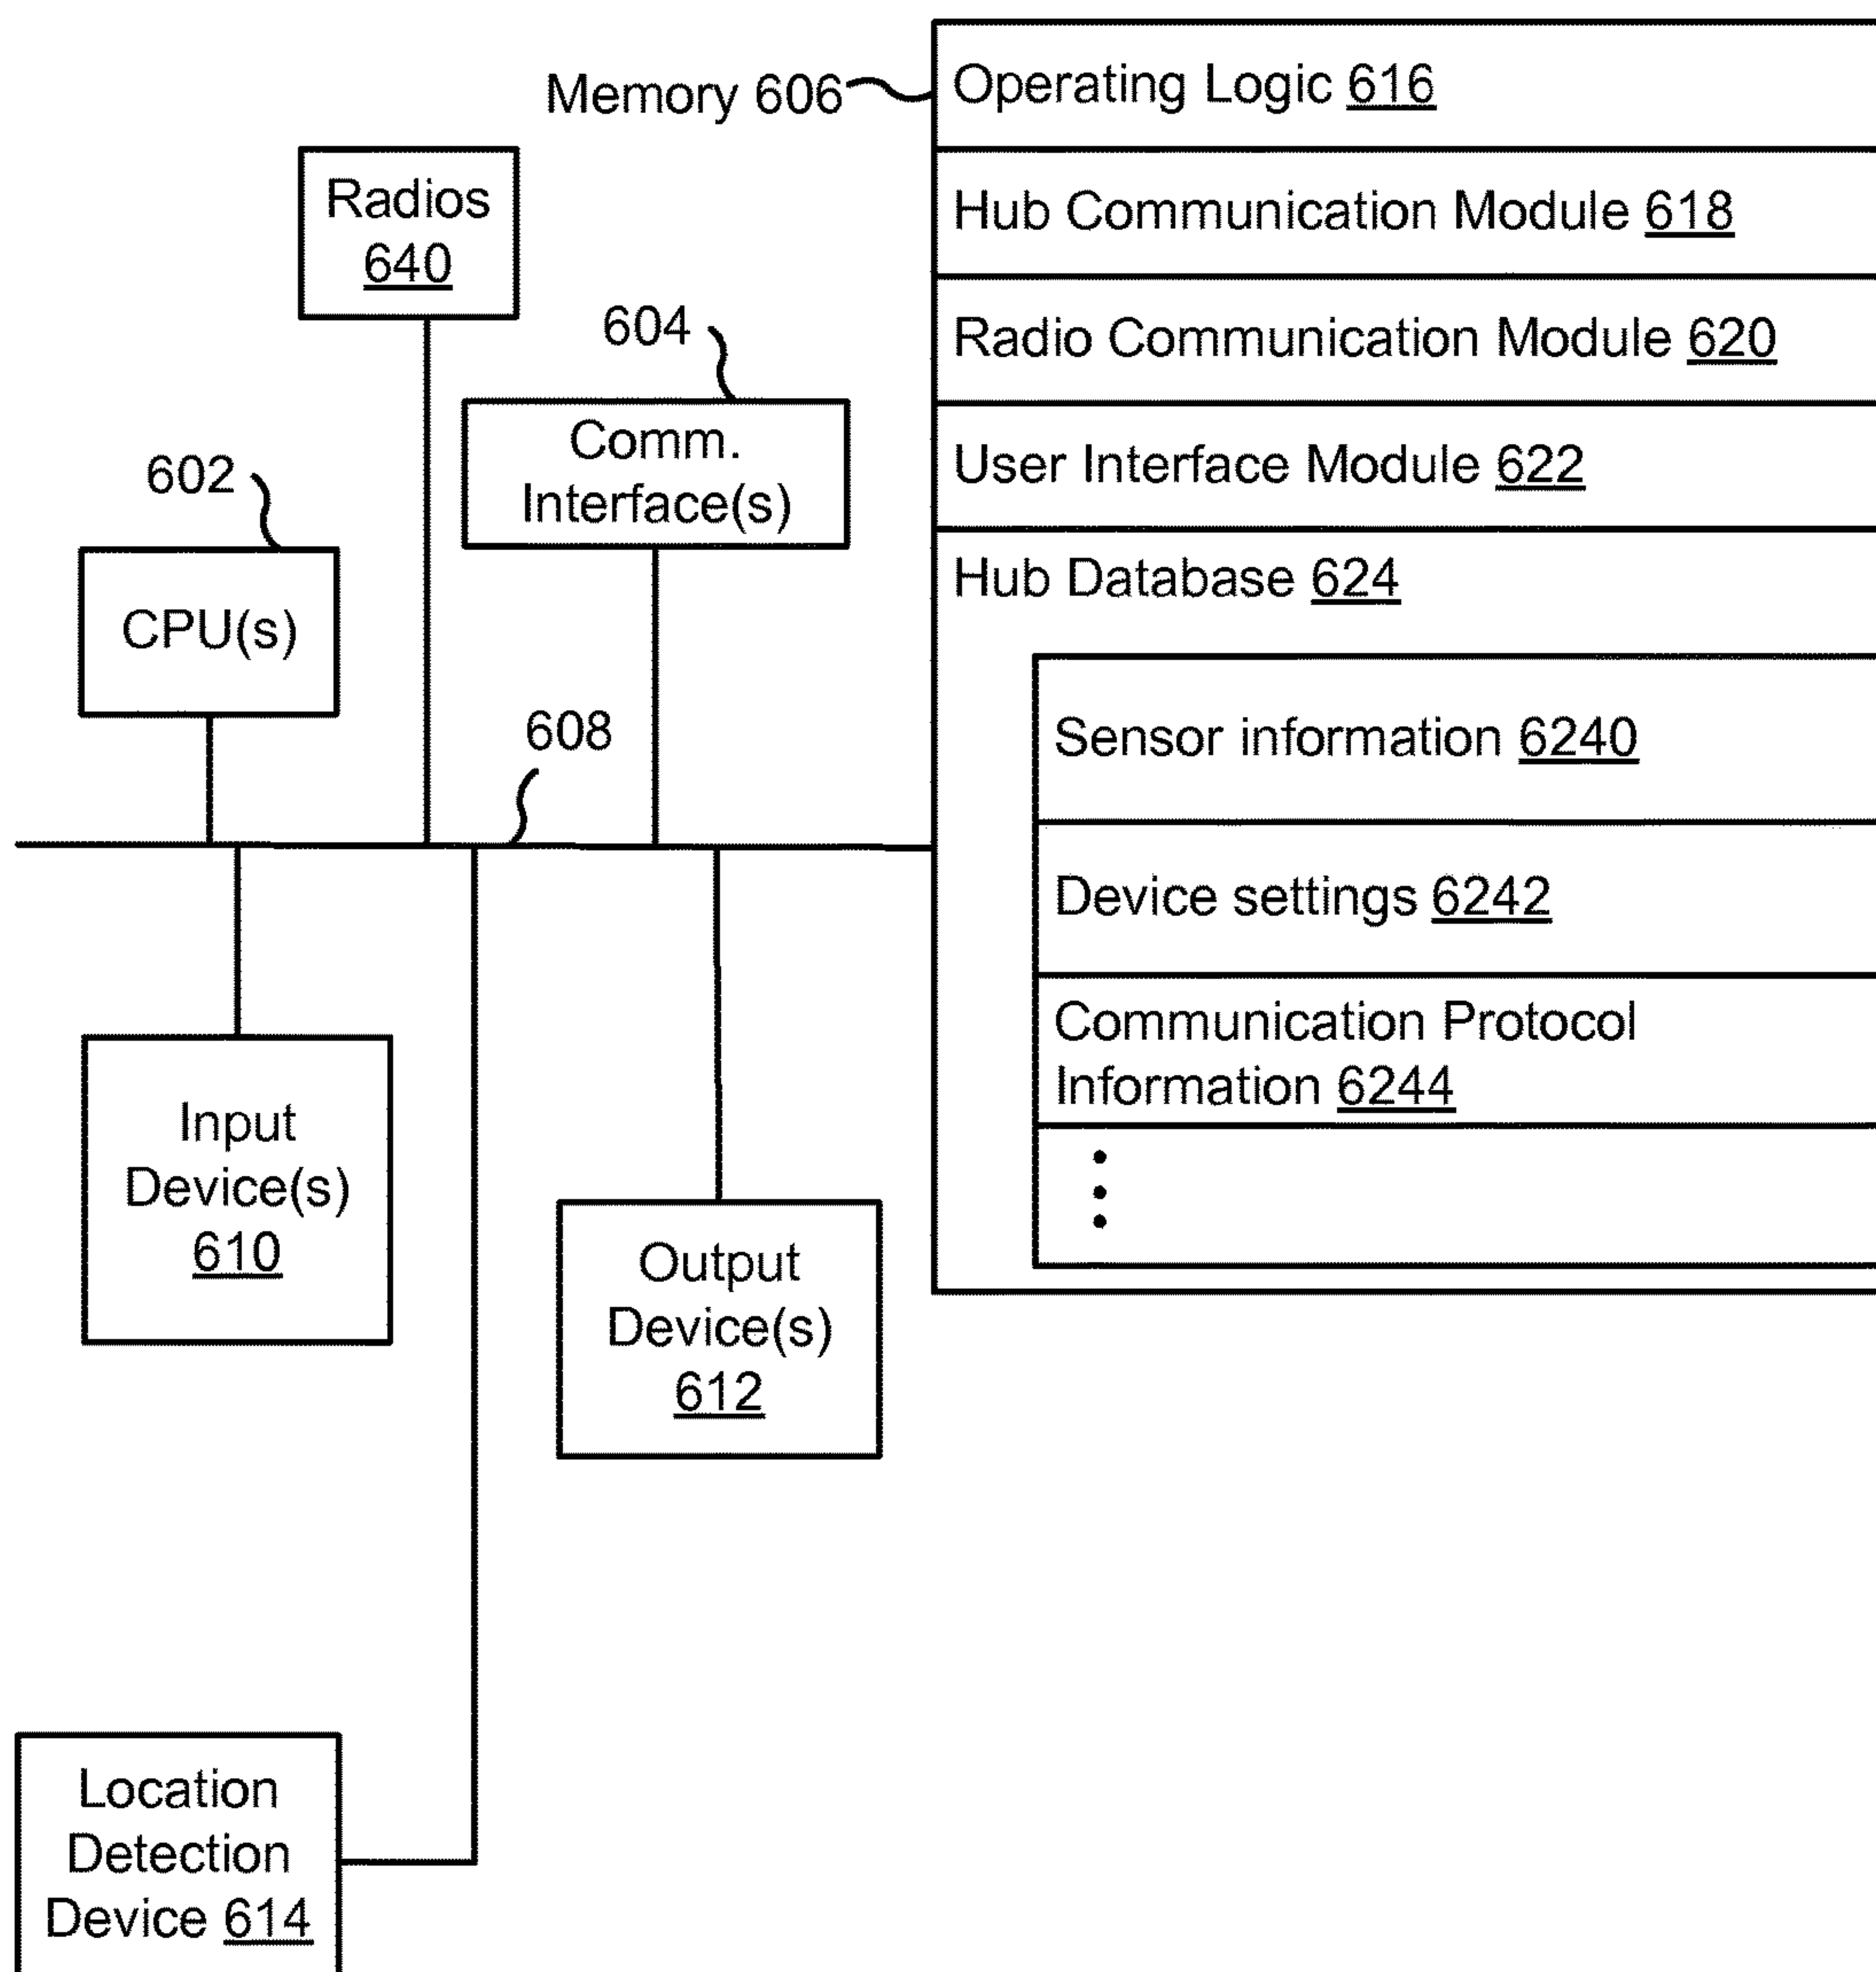 Memory 606
Operating Logic 616
Radios
640
Hub Communication Module 618
604
Radio Communication Module 620
Comm.
Interface(s)
602
User Interface Module 622
CPU(s)
Hub Database 624
608
Sensor information 6240
Device settings 6242
Communication Protocol
Information 6244
Input
Device(s)
610
Output
Device(s)
612
Location
Detection
Device 614